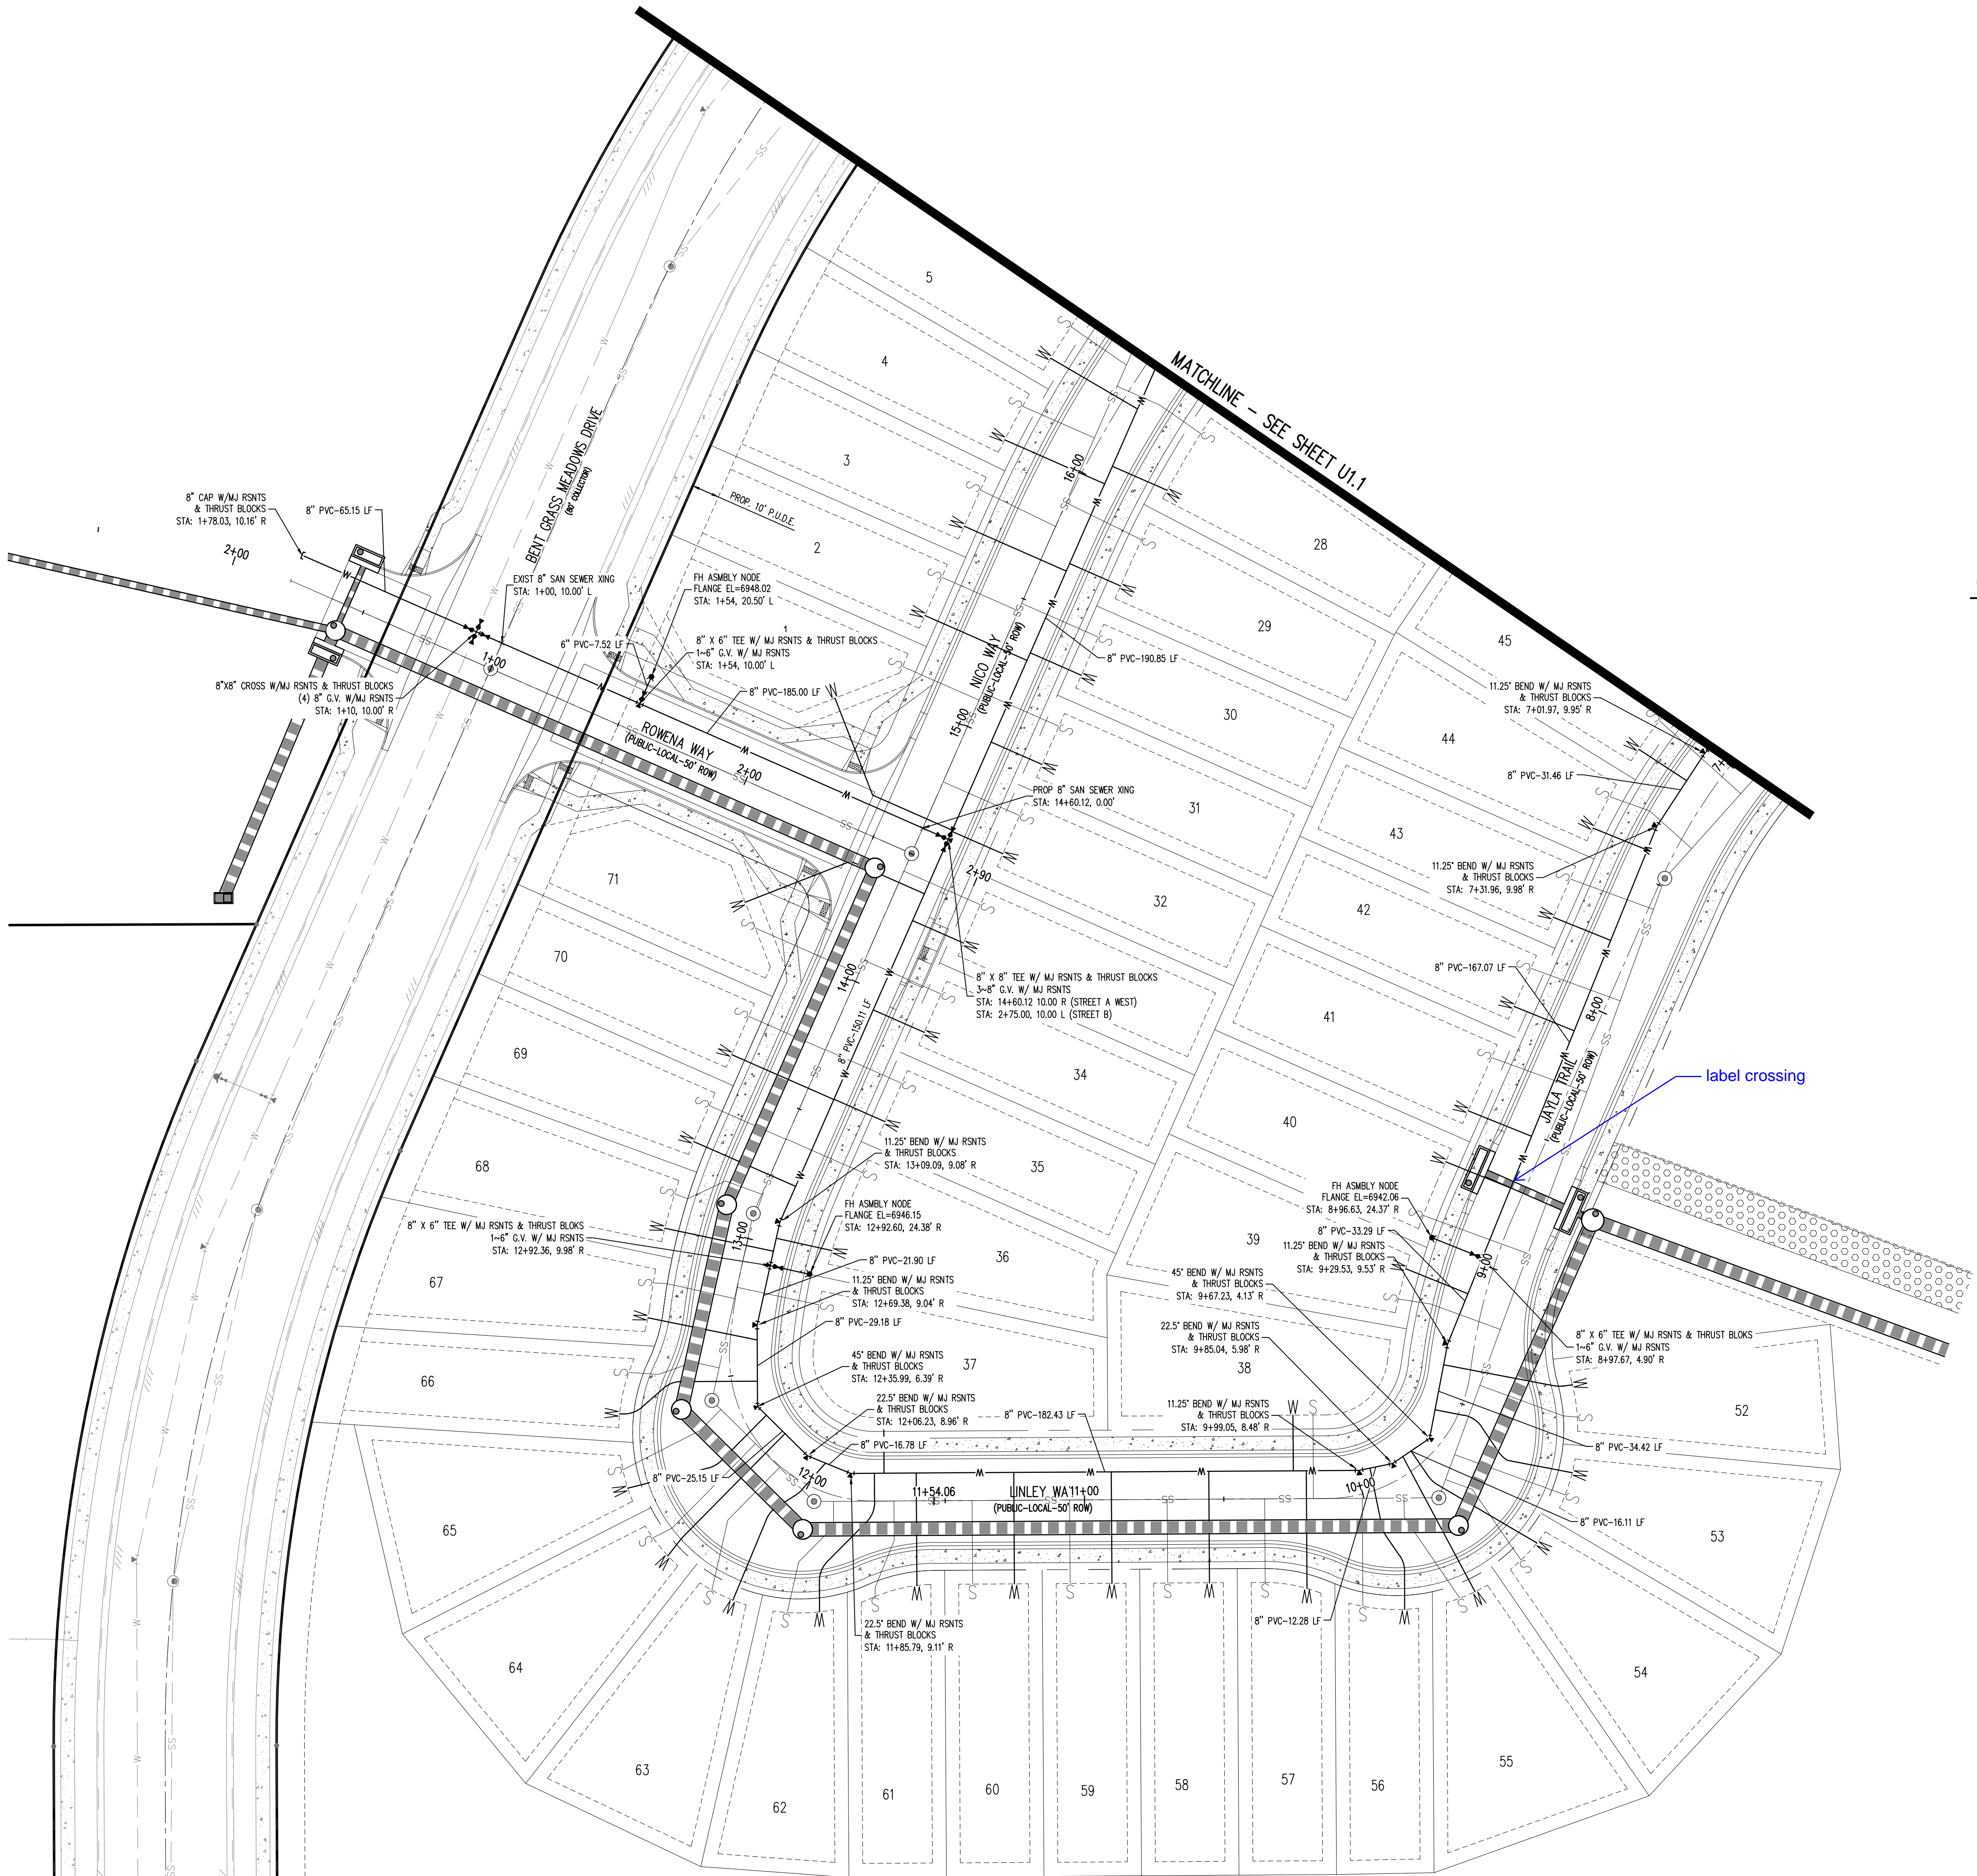 MATCHLINE - SEE SHEET U1.1
5
4
3
2
1
28
29
30
31
32
34
35
36
37
38
39
40
41
42
43
44
45
52
53
54
55
56
57
58
59
60
61
62
63
64
65
66
67
68
69
70
71
BENT GRASS MEADOWS DRIVE
(80' COLLECTOR)
PROP. 10' P.U.D.E.
8" CAP W/MJ RSNTS
& THRUST BLOCKS
STA: 1+78.03, 10.16' R
8" PVC-65.15 LF
2+00
EXIST 8" SAN SEWER XING
STA: 1+00, 10.00' L
1+00
8"X8" CROSS W/MJ RSNTS & THRUST BLOCKS
(4) 8" G.V. W/MJ RSNTS
STA: 1+10, 10.00' R
FH ASMBLY NODE
FLANGE EL=6948.02
STA: 1+54, 20.50' L
6" PVC-7.52 LF
8" X 6" TEE W/ MJ RSNTS & THRUST BLOCKS
1~6" G.V. W/ MJ RSNTS
STA: 1+54, 10.00' L
8" PVC-185.00 LF
ROWENA WAY
(PUBLIC-LOCAL-50' ROW)
2+00
2+90
16+00
NICO WAY
(PUBLIC-LOCAL-50' ROW)
15+00
8" PVC-190.85 LF
PROP 8" SAN SEWER XING
STA: 14+60.12, 0.00'
8" X 8" TEE W/ MJ RSNTS & THRUST BLOCKS
3~8" G.V. W/ MJ RSNTS
STA: 14+60.12 10.00 R (STREET A WEST)
STA: 2+75.00, 10.00 L (STREET B)
14+00
8" PVC-150.11 LF
11.25° BEND W/ MJ RSNTS
& THRUST BLOCKS
STA: 7+01.97, 9.95' R
7+
8" PVC-31.46 LF
11.25° BEND W/ MJ RSNTS
& THRUST BLOCKS
STA: 7+31.96, 9.98' R
8" PVC-167.07 LF
8+00
JAYLA TRAIL
(PUBLIC-LOCAL-50' ROW)
label crossing
11.25° BEND W/ MJ RSNTS
& THRUST BLOCKS
STA: 13+09.09, 9.08' R
FH ASMBLY NODE
FLANGE EL=6946.15
STA: 12+92.60, 24.38' R
8" X 6" TEE W/ MJ RSNTS & THRUST BLOKS
1~6" G.V. W/ MJ RSNTS
STA: 12+92.36, 9.98' R
13+00
8" PVC-21.90 LF
11.25° BEND W/ MJ RSNTS
& THRUST BLOCKS
STA: 12+69.38, 9.04' R
8" PVC-29.18 LF
45° BEND W/ MJ RSNTS
& THRUST BLOCKS
STA: 12+35.99, 6.39' R
22.5° BEND W/ MJ RSNTS
& THRUST BLOCKS
STA: 12+06.23, 8.96' R
8" PVC-16.78 LF
8" PVC-25.15 LF
12+00
8" PVC-182.43 LF
11+54.06
LINLEY WA
11+00
(PUBLIC-LOCAL-50' ROW)
10+00
22.5° BEND W/ MJ RSNTS
& THRUST BLOCKS
STA: 11+85.79, 9.11' R
FH ASMBLY NODE
FLANGE EL=6942.06
STA: 8+96.63, 24.37' R
8" PVC-33.29 LF
11.25° BEND W/ MJ RSNTS
& THRUST BLOCKS
STA: 9+29.53, 9.53' R
9+00
45° BEND W/ MJ RSNTS
& THRUST BLOCKS
STA: 9+67.23, 4.13' R
22.5° BEND W/ MJ RSNTS
& THRUST BLOCKS
STA: 9+85.04, 5.98' R
11.25° BEND W/ MJ RSNTS
& THRUST BLOCKS
STA: 9+99.05, 8.48' R
8" X 6" TEE W/ MJ RSNTS & THRUST BLOKS
1~6" G.V. W/ MJ RSNTS
STA: 8+97.67, 4.90' R
8" PVC-34.42 LF
8" PVC-16.11 LF
8" PVC-12.28 LF